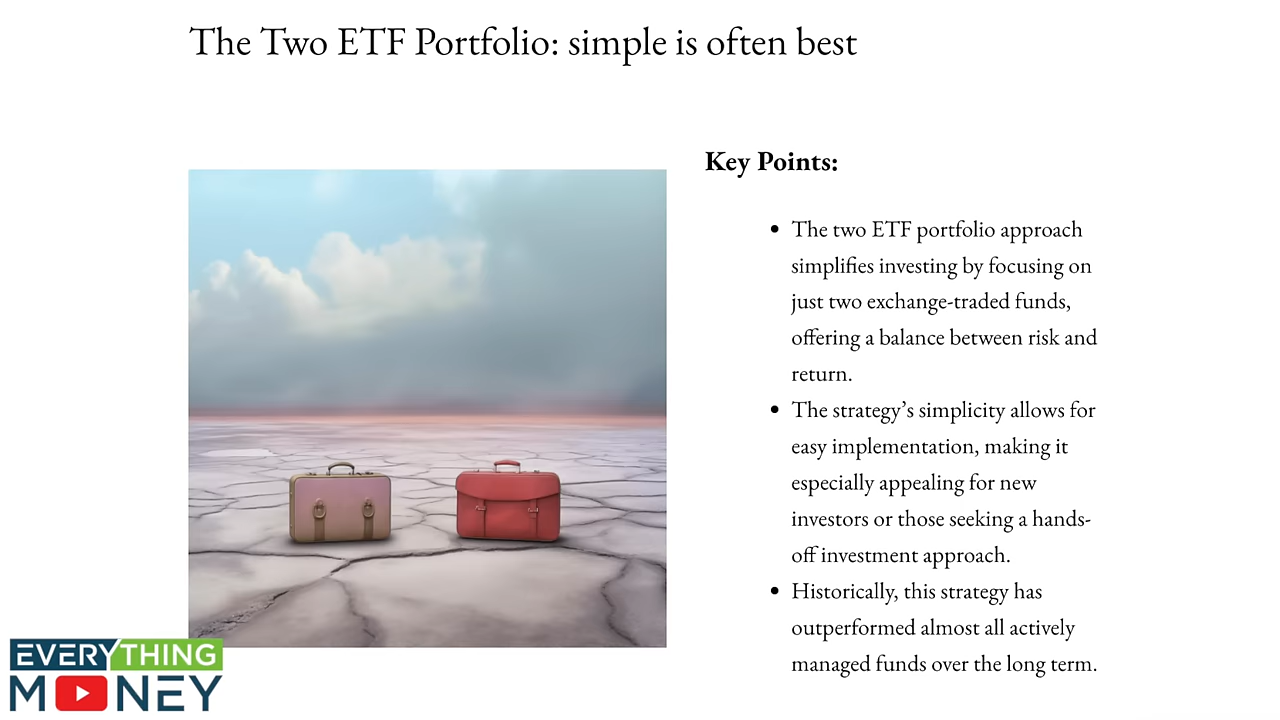 The Two ETF Portfolio: simple is often best
Key Points:
• The two ETF portfolio approach
simplifies investing by focusing on
just two exchange-traded funds,
offering a balance between risk and
return.
• The strategy’s simplicity allows for
easy implementation, making it
especially appealing for new
investors or those seeking a hands-
off investment approach.
• Historically, this strategy has
outperformed almost all actively
managed funds over the long term.
EVERYTHING
MONEY